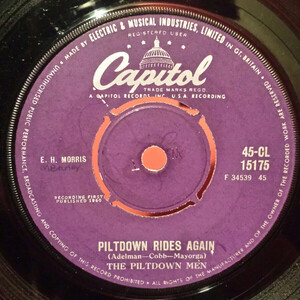 MADE BY ELECTRIC & MUSICAL INDUSTRIES, LIMITED IN GT. BRITAIN.
REGISTERED USER
Capitol
TRADE MARKS REGD
A CAPITOL RECORDS INC. U.S.A. RECORDING
E. H. MORRIS
45-CL
15175
F 34539 45
RECORDING FIRST
PUBLISHED 1960
PILTDOWN RIDES AGAIN
(Adelman—Cobb—Mayorga)
THE PILTDOWN MEN
ALL RIGHTS OF THE MANUFACTURER AND OF THE OWNER OF THE RECORDED WORK RESERVED. UNAUTHORISED PUBLIC PERFORMANCE, BROADCASTING AND COPYING OF THIS RECORD PROHIBITED